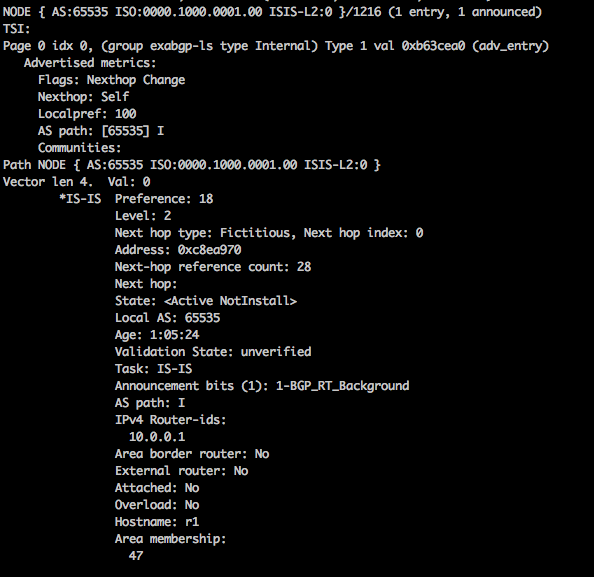 NODE { AS:65535 ISO:0000.1000.0001.00 ISIS-L2:0 }/1216 (1 entry, 1 announced)
TSI:
Page 0 idx 0, (group exabgp-ls type Internal) Type 1 val 0xb63cea0 (adv_entry)
   Advertised metrics:
     Flags: Nexthop Change
     Nexthop: Self
     Localpref: 100
     AS path: [65535] I
     Communities:
Path NODE { AS:65535 ISO:0000.1000.0001.00 ISIS-L2:0 }
Vector len 4.  Val: 0
        *IS-IS  Preference: 18
                Level: 2
                Next hop type: Fictitious, Next hop index: 0
                Address: 0xc8ea970
                Next-hop reference count: 28
                Next hop:
                State: <Active NotInstall>
                Local AS: 65535
                Age: 1:05:24
                Validation State: unverified
                Task: IS-IS
                Announcement bits (1): 1-BGP_RT_Background
                AS path: I
                IPv4 Router-ids:
                  10.0.0.1
                Area border router: No
                External router: No
                Attached: No
                Overload: No
                Hostname: r1
                Area membership:
                  47